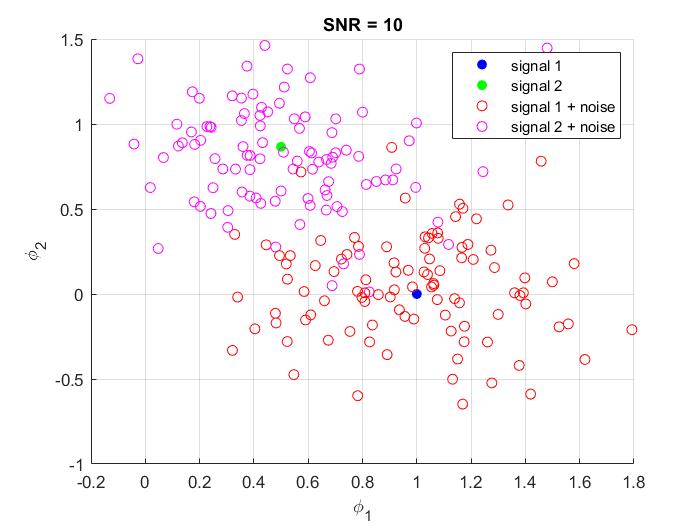 SNR = 10
1.5
1
0.5
0
-0.5
-1
ϕ2
signal 1
signal 2
signal 1 + noise
signal 2 + noise
-0.2 0 0.2 0.4 0.6 0.8 1 1.2 1.4 1.6 1.8
ϕ1